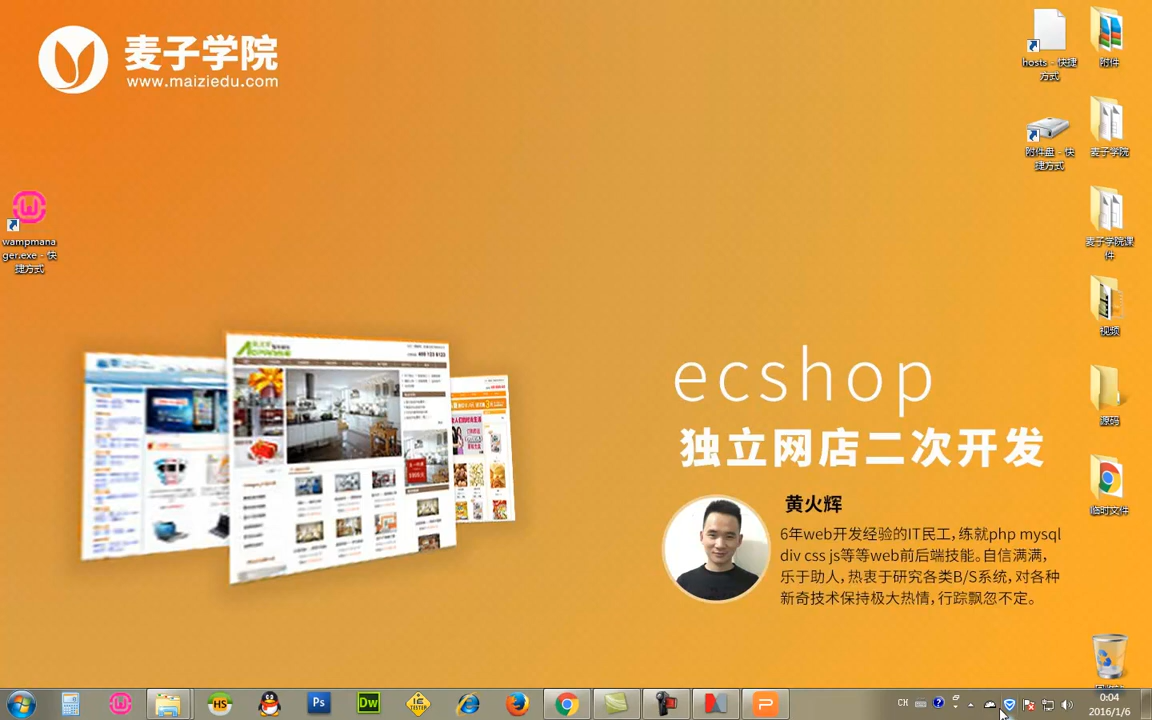 麦子学院
www.maiziedu.com
hosts - 快捷
方式
附件
附件盘 - 快
捷方式
麦子学院
wampmana
ger.exe - 快
捷方式
麦子学院课
件
视频
源码
临时文件
ecshop
独立网店二次开发
黄火辉
6年web开发经验的IT民工，练就php mysql
div css js等等web前后端技能。自信满满，
乐于助人，热衷于研究各类B/S系统，对各种
新奇技术保持极大热情，行踪飘忽不定。
HS
Ps
Dw
TESTER
CH
0:04
2016/1/6